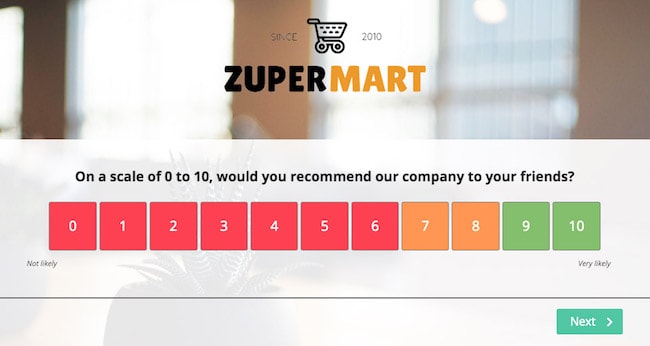 SINCE 2010
ZUPERMART
On a scale of 0 to 10, would you recommend our company to your friends?
0 1 2 3 4 5 6 7 8 9 10
Not likely Very likely
Next